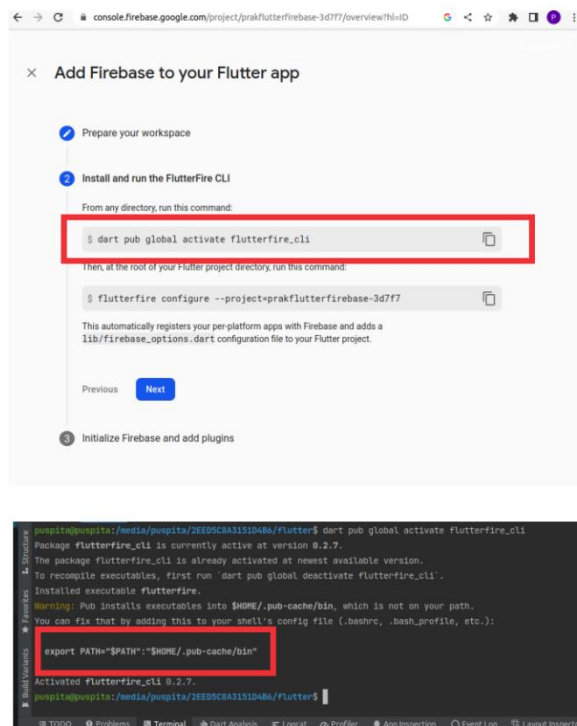 console.firebase.google.com/project/prakflutterfirebase-3d7f7/overview?hl=ID
Add Firebase to your Flutter app
Prepare your workspace
2 Install and run the FlutterFire CLI
From any directory, run this command:
$ dart pub global activate flutterfire_cli
Then, at the root of your Flutter project directory, run this command:
$ flutterfire configure --project=prakflutterfirebase-3d7f7
This automatically registers your per-platform apps with Firebase and adds a
lib/firebase_options.dart configuration file to your Flutter project.
Previous Next
3 Initialize Firebase and add plugins
puspita@puspita:/media/puspita/2EED5C8A3151D4B6/flutter$ dart pub global activate flutterfire_cli
Package flutterfire_cli is currently active at version 0.2.7.
The package flutterfire_cli is already activated at newest available version.
To recompile executables, first run `dart pub global deactivate flutterfire_cli`.
Installed executable flutterfire.
Warning: Pub installs executables into $HOME/.pub-cache/bin, which is not on your path.
You can fix that by adding this to your shell's config file (.bashrc, .bash_profile, etc.):
export PATH="$PATH":"$HOME/.pub-cache/bin"
Activated flutterfire_cli 0.2.7.
puspita@puspita:/media/puspita/2EED5C8A3151D4B6/flutter$
Structure
Favorites
Build Variants
TODO Problems Terminal Dart Analysis Logcat Profiler App Inspection Event Log Layout Inspect